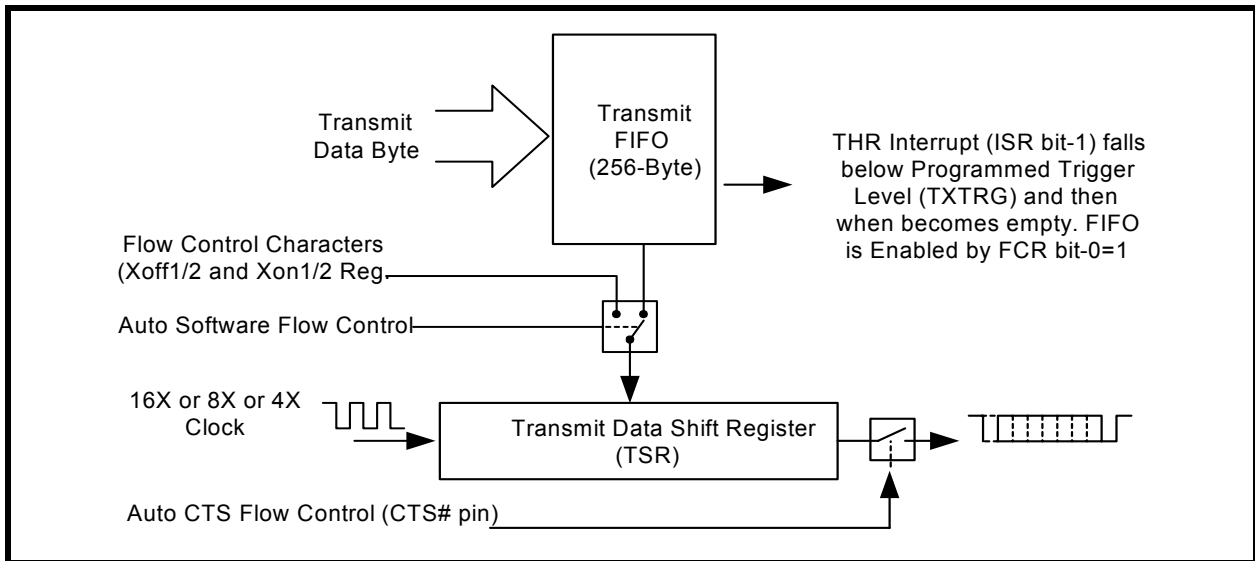 Transmit
Data Byte
Transmit
FIFO
(256-Byte)
THR Interrupt (ISR bit-1) falls
below Programmed Trigger
Level (TXTRG) and then
when becomes empty. FIFO
is Enabled by FCR bit-0=1
Flow Control Characters
(Xoff1/2 and Xon1/2 Reg.
Auto Software Flow Control
16X or 8X or 4X
Clock
Transmit Data Shift Register
(TSR)
Auto CTS Flow Control (CTS# pin)